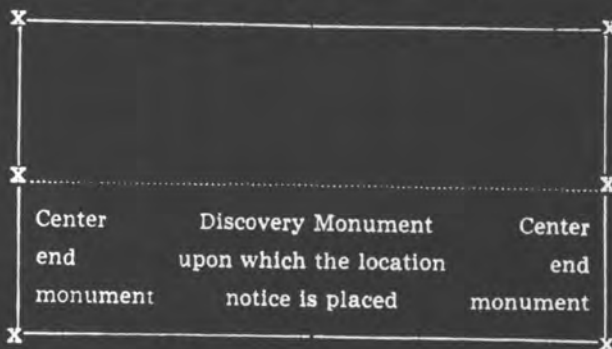 X X
X X
Center Discovery Monument Center
end upon which the location end
monument notice is placed monument
X X